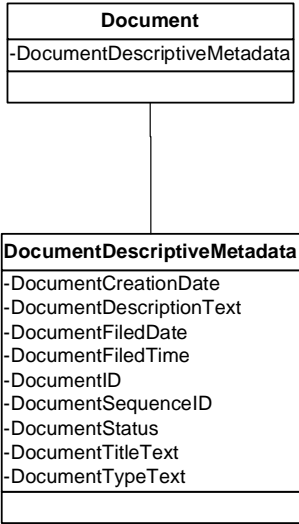 Document
-DocumentDescriptiveMetadata
DocumentDescriptiveMetadata
-DocumentCreationDate
-DocumentDescriptionText
-DocumentFiledDate
-DocumentFiledTime
-DocumentID
-DocumentSequenceID
-DocumentStatus
-DocumentTitleText
-DocumentTypeText